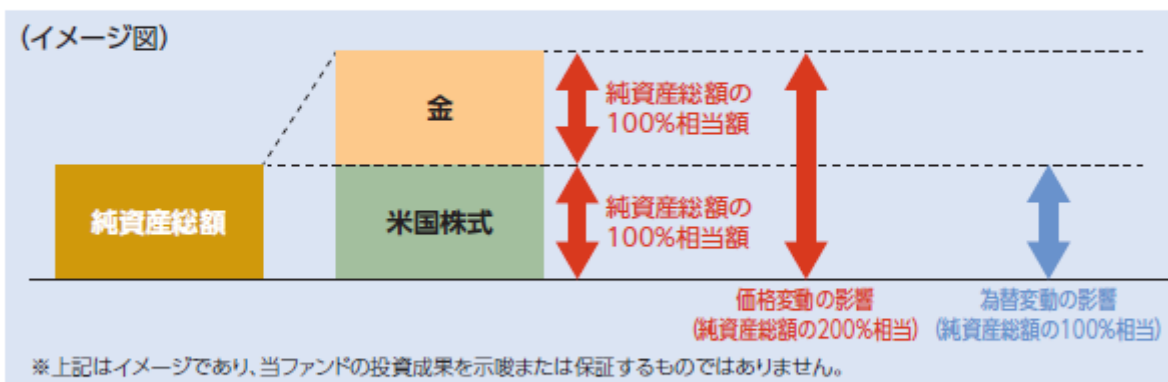 (イメージ図)
金
純資産総額の
100%相当額
純資産総額
米国株式
純資産総額の
100%相当額
価格変動の影響
(純資産総額の200%相当)
為替変動の影響
(純資産総額の100%相当)
※上記はイメージであり、当ファンドの投資成果を示唆または保証するものではありません。